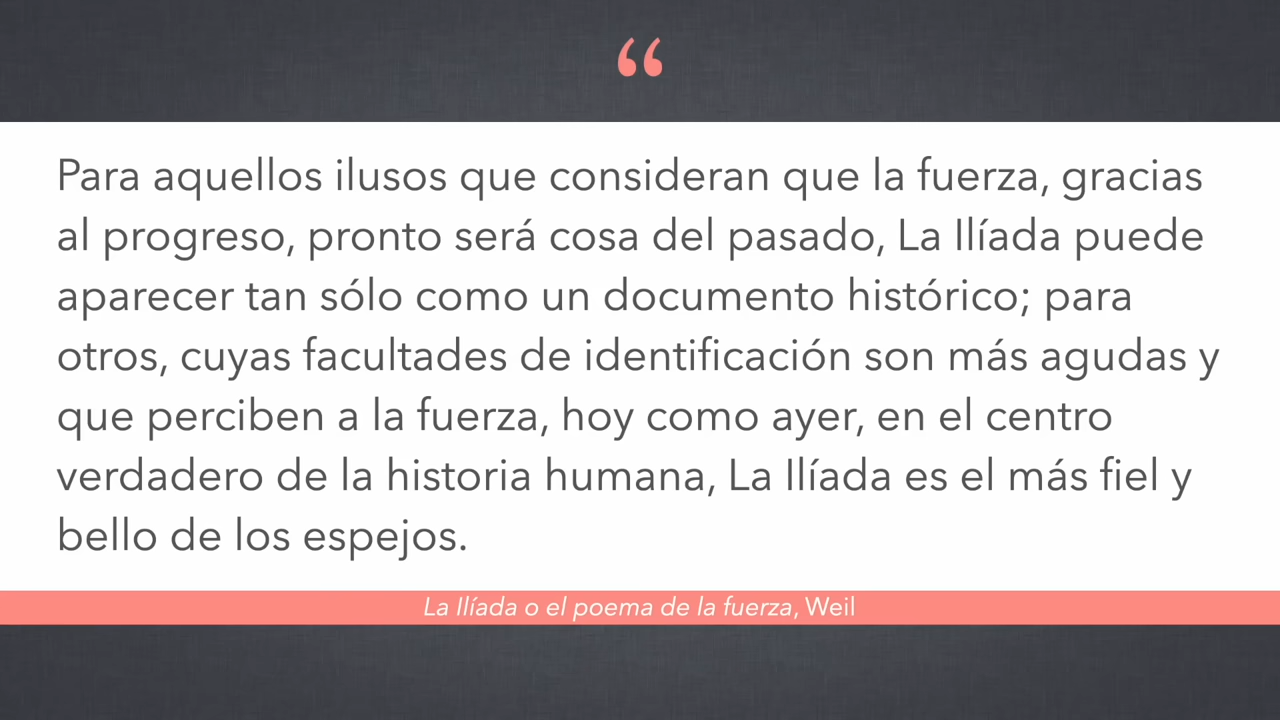 “
Para aquellos ilusos que consideran que la fuerza, gracias
al progreso, pronto será cosa del pasado, La Ilíada puede
aparecer tan sólo como un documento histórico; para
otros, cuyas facultades de identificación son más agudas y
que perciben a la fuerza, hoy como ayer, en el centro
verdadero de la historia humana, La Ilíada es el más fiel y
bello de los espejos.
La Ilíada o el poema de la fuerza, Weil